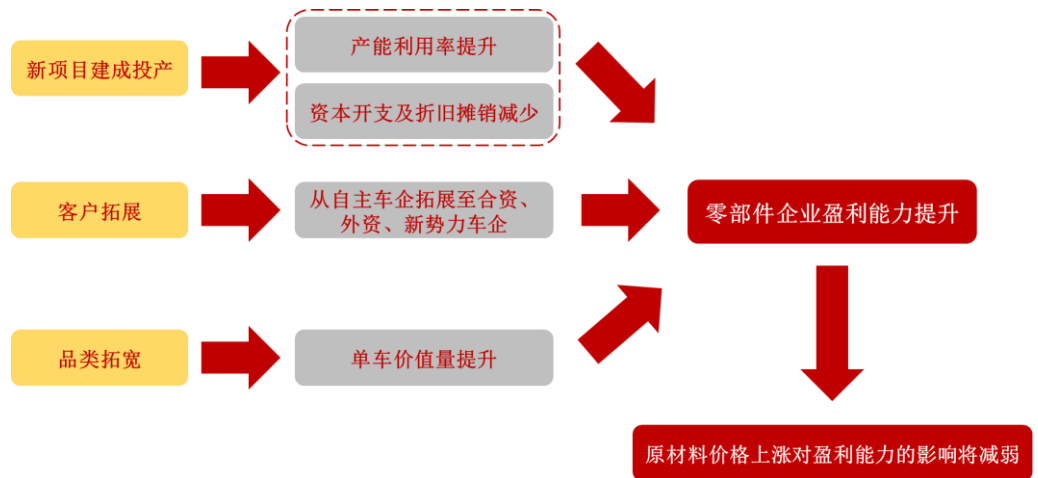 新项目建成投产
产能利用率提升
资本开支及折旧摊销减少
客户拓展
从自主车企拓展至合资、
外资、新势力车企
零部件企业盈利能力提升
品类拓宽
单车价值量提升
原材料价格上涨对盈利能力的影响将减弱